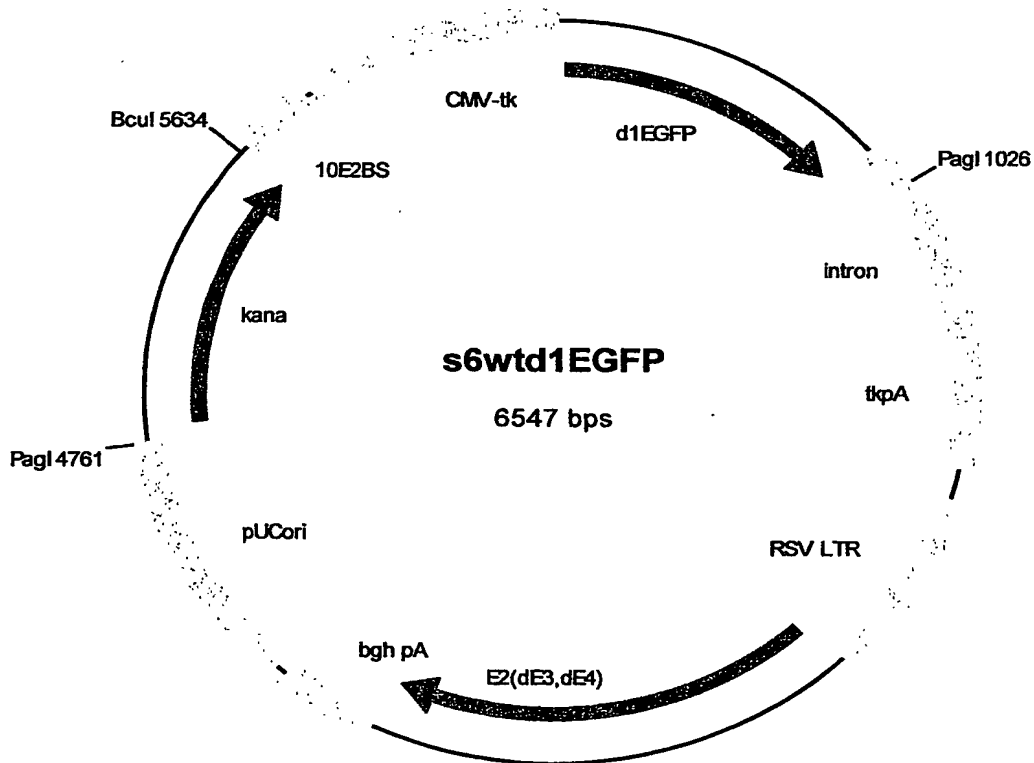 CMV-tk
d1EGFP
BcuI 5634
PagI 1026
10E2BS
intron
kana
s6wtd1EGFP
6547 bps
tkpA
PagI 4761
pUCori
RSV LTR
bgh pA
E2(dE3,dE4)